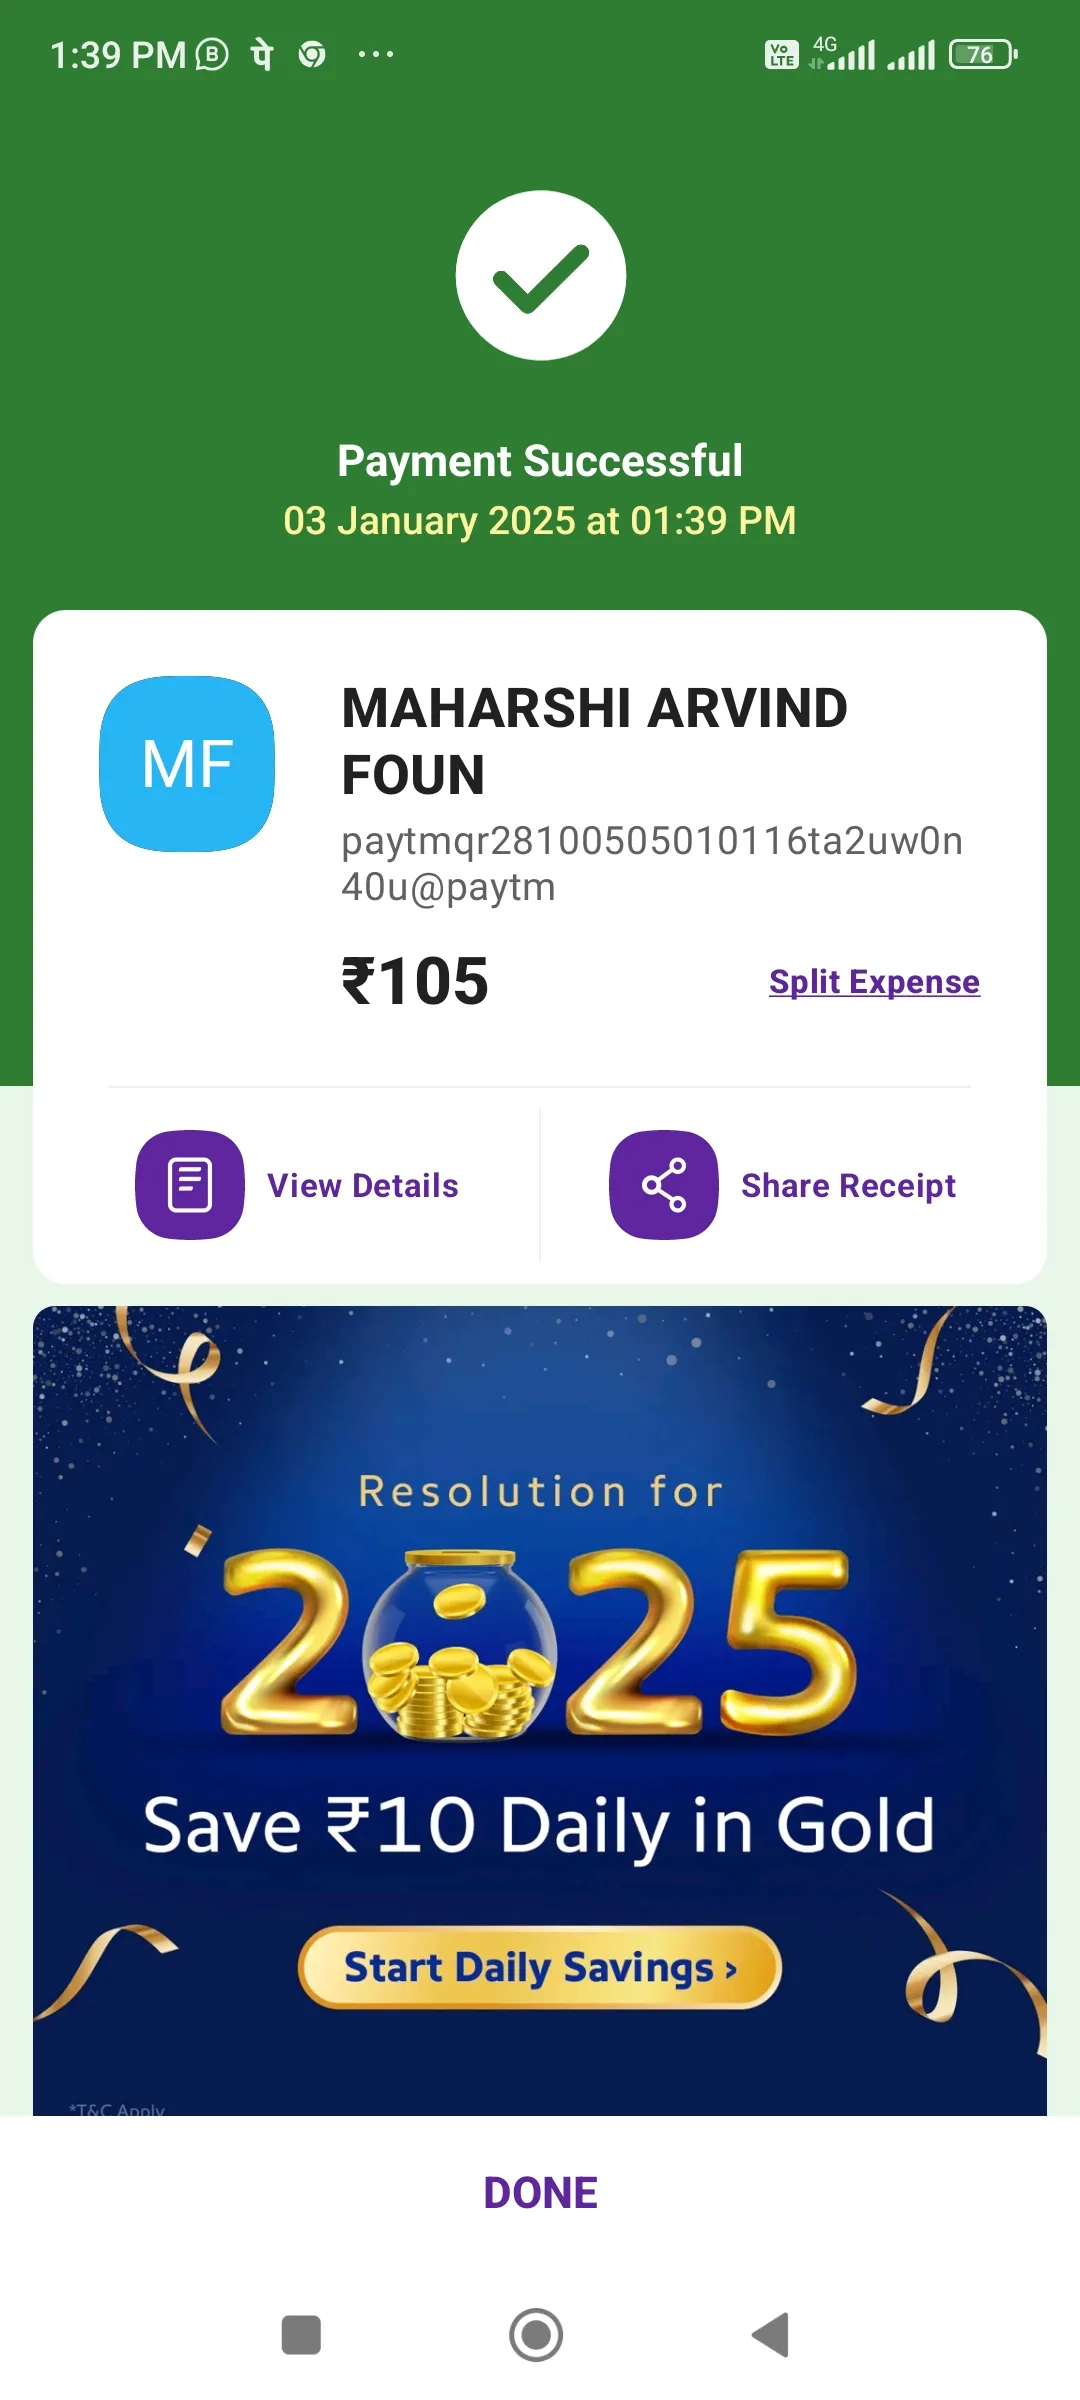 1:39 PM
4G
Vo
LTE
76
Payment Successful
03 January 2025 at 01:39 PM
MF
MAHARSHI ARVIND
FOUN
paytmqr28100505010116ta2uw0n
40u@paytm
₹105
Split Expense
View Details
Share Receipt
Resolution for
2025
Save ₹10 Daily in Gold
Start Daily Savings ›
*T&C Apply
DONE